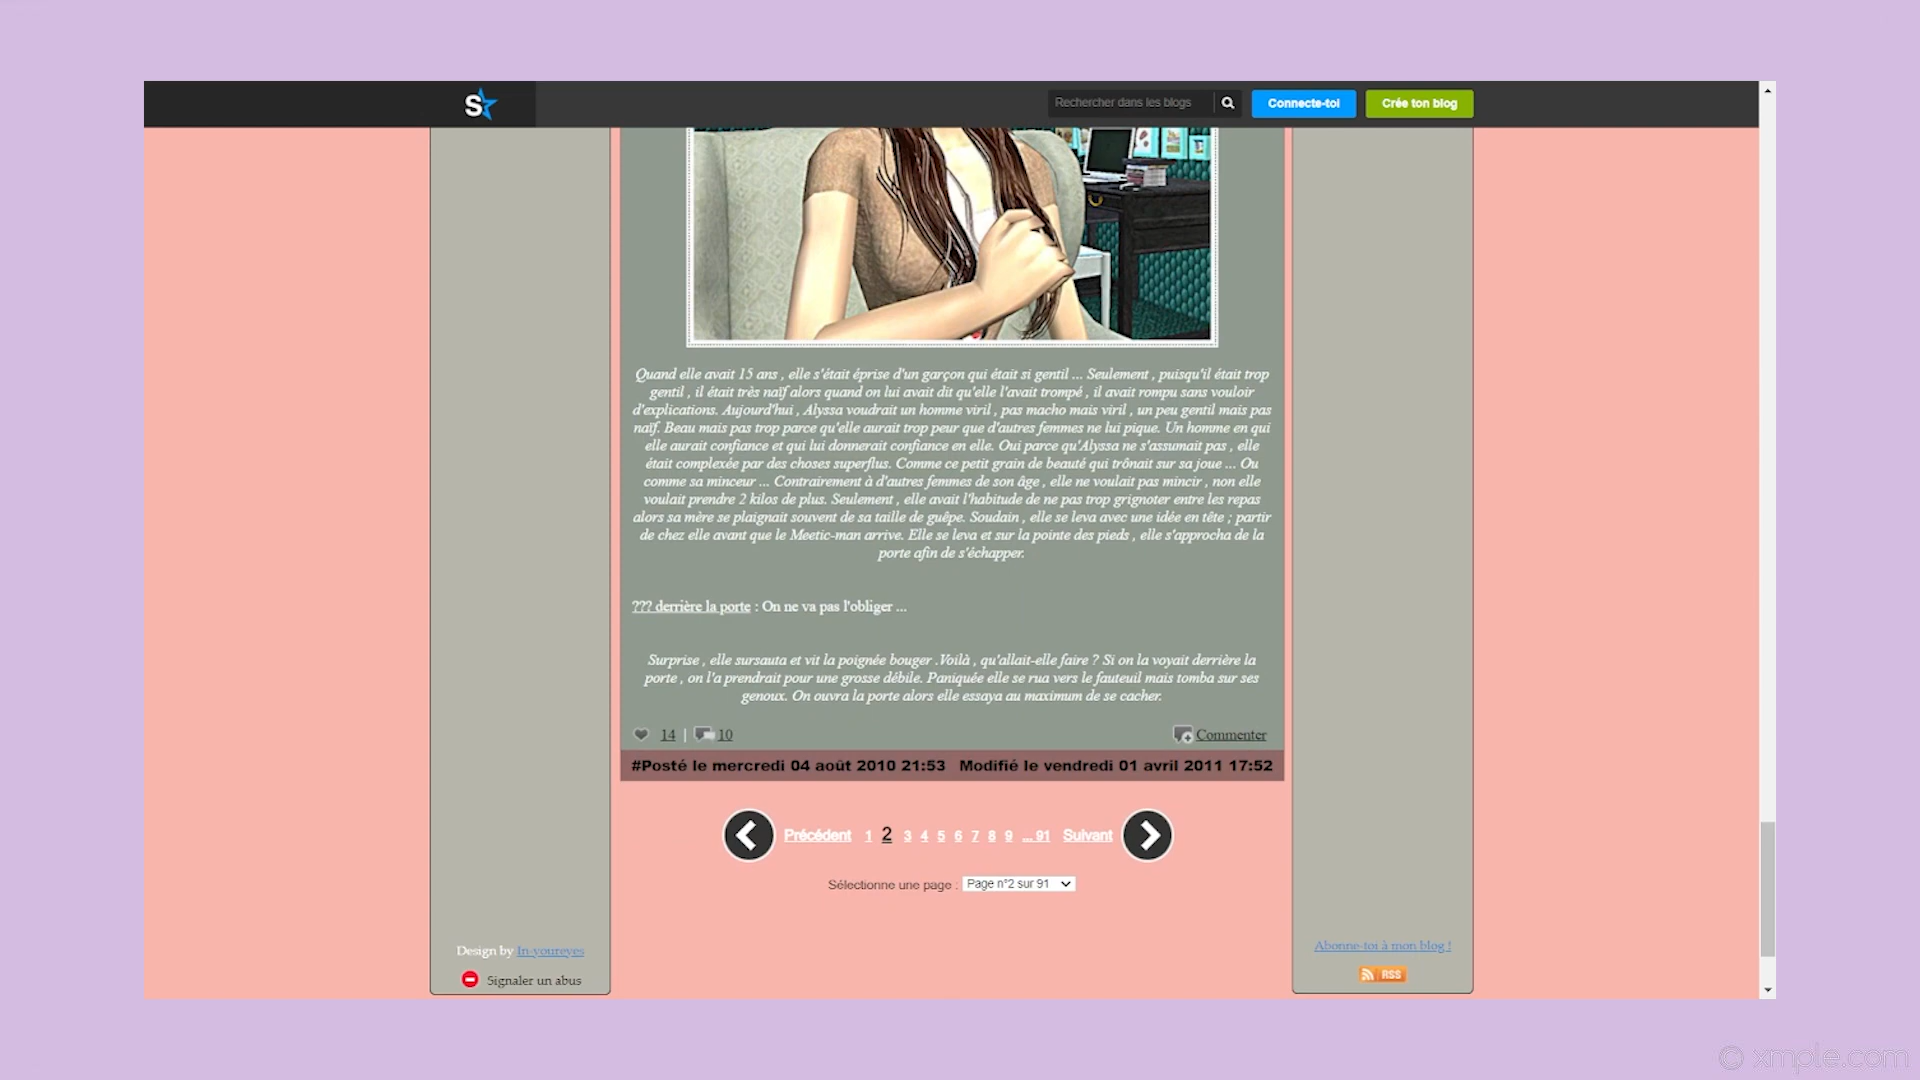 S
Rechercher dans les blogs
Connecte-toi
Crée ton blog
Quand elle avait 15 ans , elle s'était éprise d'un garçon qui était si gentil ... Seulement , puisqu'il était trop
gentil , il était très naïf alors quand on lui avait dit qu'elle l'avait trompé , il avait rompu sans vouloir
d'explications. Aujourd'hui , Alyssa voudrait un homme viril , pas macho mais viril , un peu gentil mais pas
naïf. Beau mais pas trop parce qu'elle aurait trop peur que d'autres femmes ne lui pique. Un homme en qui
elle aurait confiance et qui lui donnerait confiance en elle. Oui parce qu'Alyssa ne s'assumait pas , elle
était complexée par des choses superflus. Comme ce petit grain de beauté qui trônait sur sa joue ... Ou
comme sa minceur ... Contrairement à d'autres femmes de son âge , elle ne voulait pas mincir , non elle
voulait prendre 2 kilos de plus. Seulement , elle avait l'habitude de ne pas trop grignoter entre les repas
alors sa mère se plaignait souvent de sa taille de guêpe. Soudain , elle se leva avec une idée en tête ; partir
de chez elle avant que le Meetic-man arrive. Elle se leva et sur la pointe des pieds , elle s'approcha de la
porte afin de s'échapper.
??? derrière la porte : On ne va pas l'obliger ...
Surprise , elle sursauta et vit la poignée bouger .Voilà , qu'allait-elle faire ? Si on la voyait derrière la
porte , on l'a prendrait pour une grosse débile. Paniquée elle se rua vers le fauteuil mais tomba sur ses
genoux. On ouvra la porte alors elle essaya au maximum de se cacher.
14 | 10 Commenter
#Posté le mercredi 04 août 2010 21:53 Modifié le vendredi 01 avril 2011 17:52
Précédent 1 2 3 4 5 6 7 8 9 ... 91 Suivant
Sélectionne une page : Page n°2 sur 91
Design by In-youreyes
Signaler un abus
Abonne-toi à mon blog !
RSS
© xmple.com